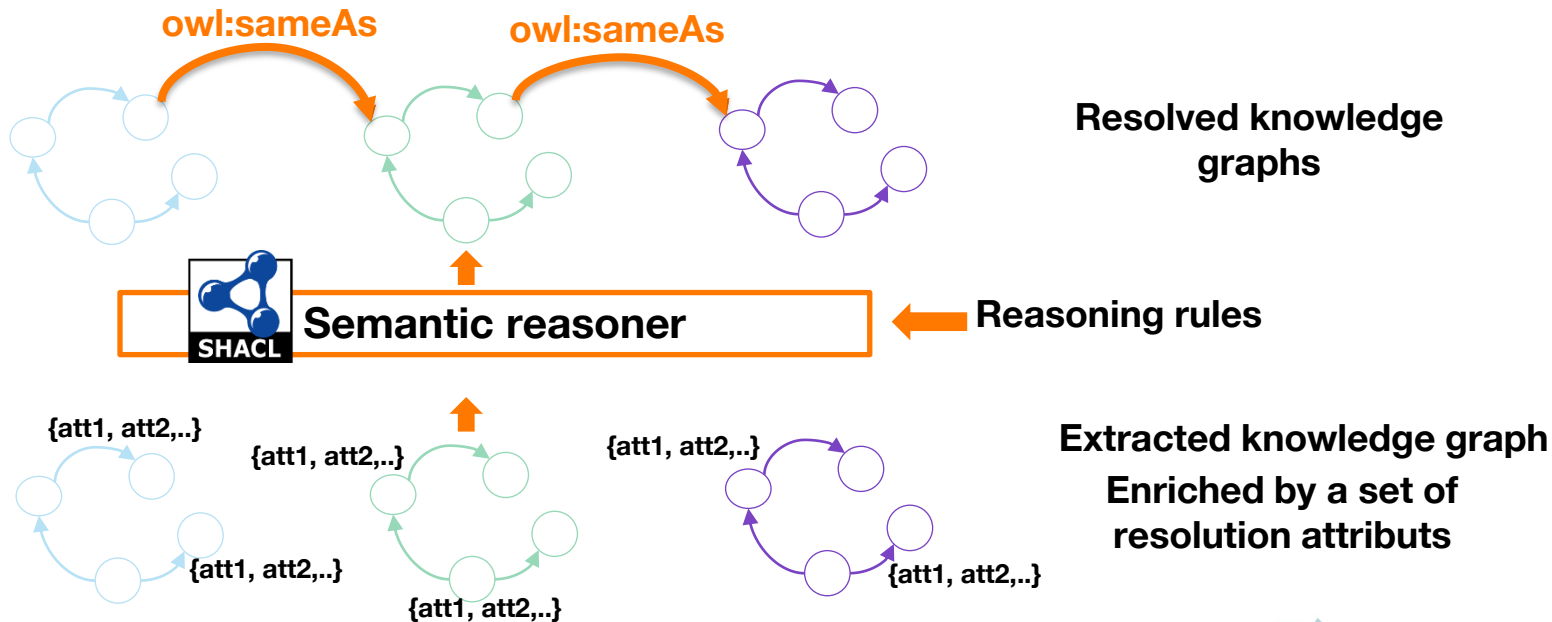 owl:sameAs
owl:sameAs
Resolved knowledge
graphs
SHACL
Semantic reasoner
Reasoning rules
{att1, att2,..}
{att1, att2,..}
{att1, att2,..}
Extracted knowledge graph
Enriched by a set of
resolution attributs
{att1, att2,..}
{att1, att2,..}
{att1, att2,..}